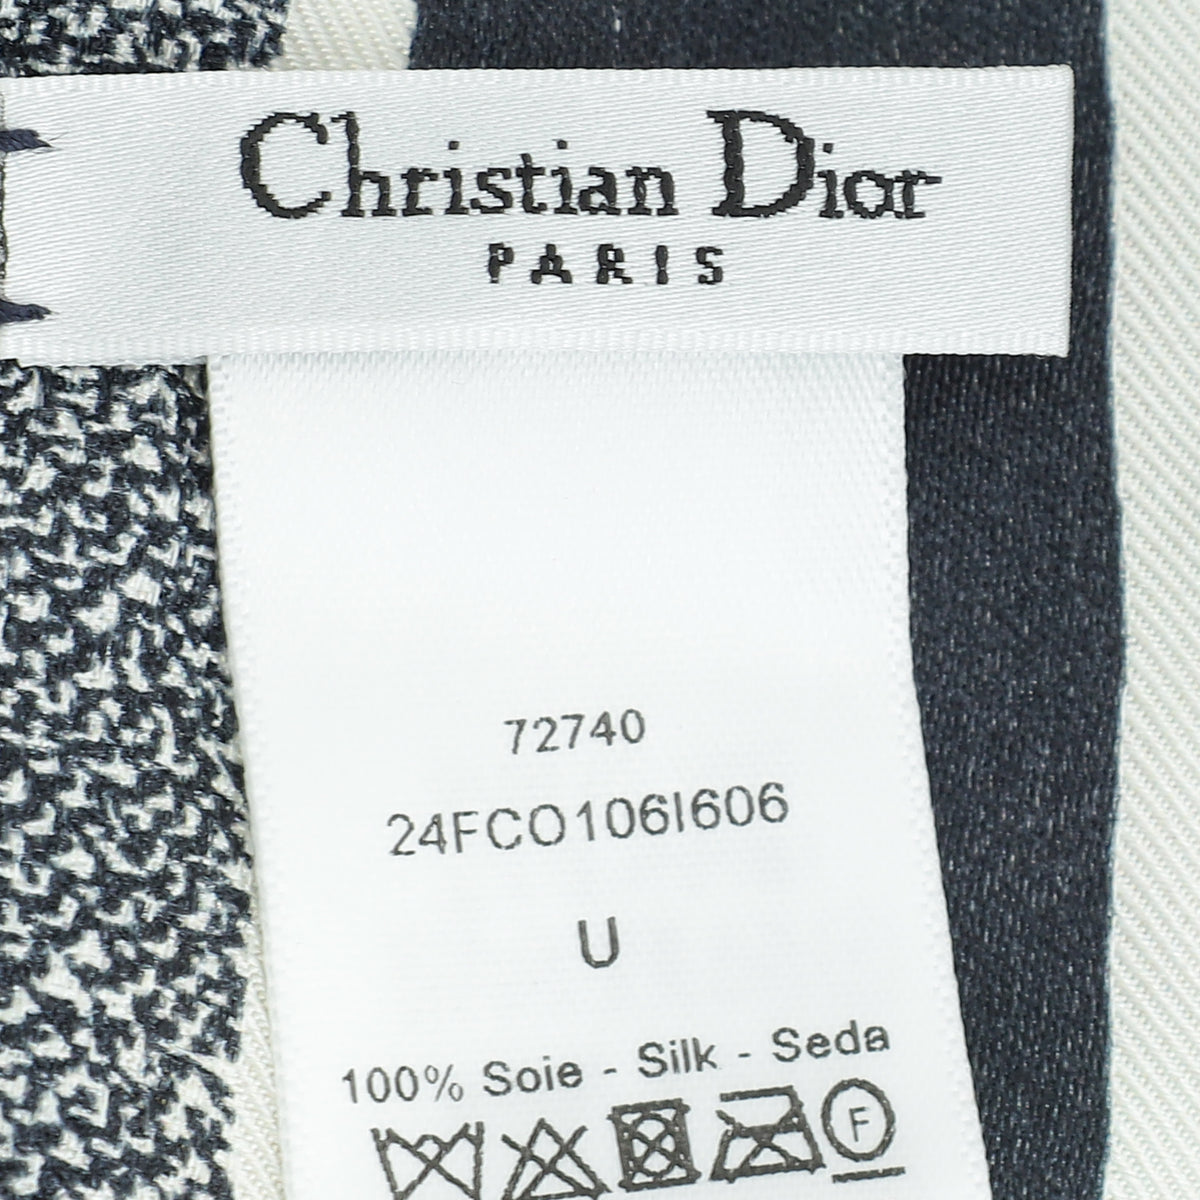 Christian Dior
PARIS
72740
24FCO106I606
U
100% Soie - Silk - Seda
F